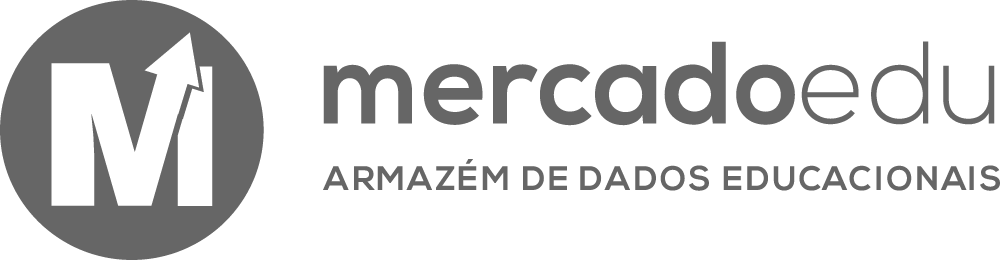 M
mercadoedu
ARMAZÉM DE DADOS EDUCACIONAIS